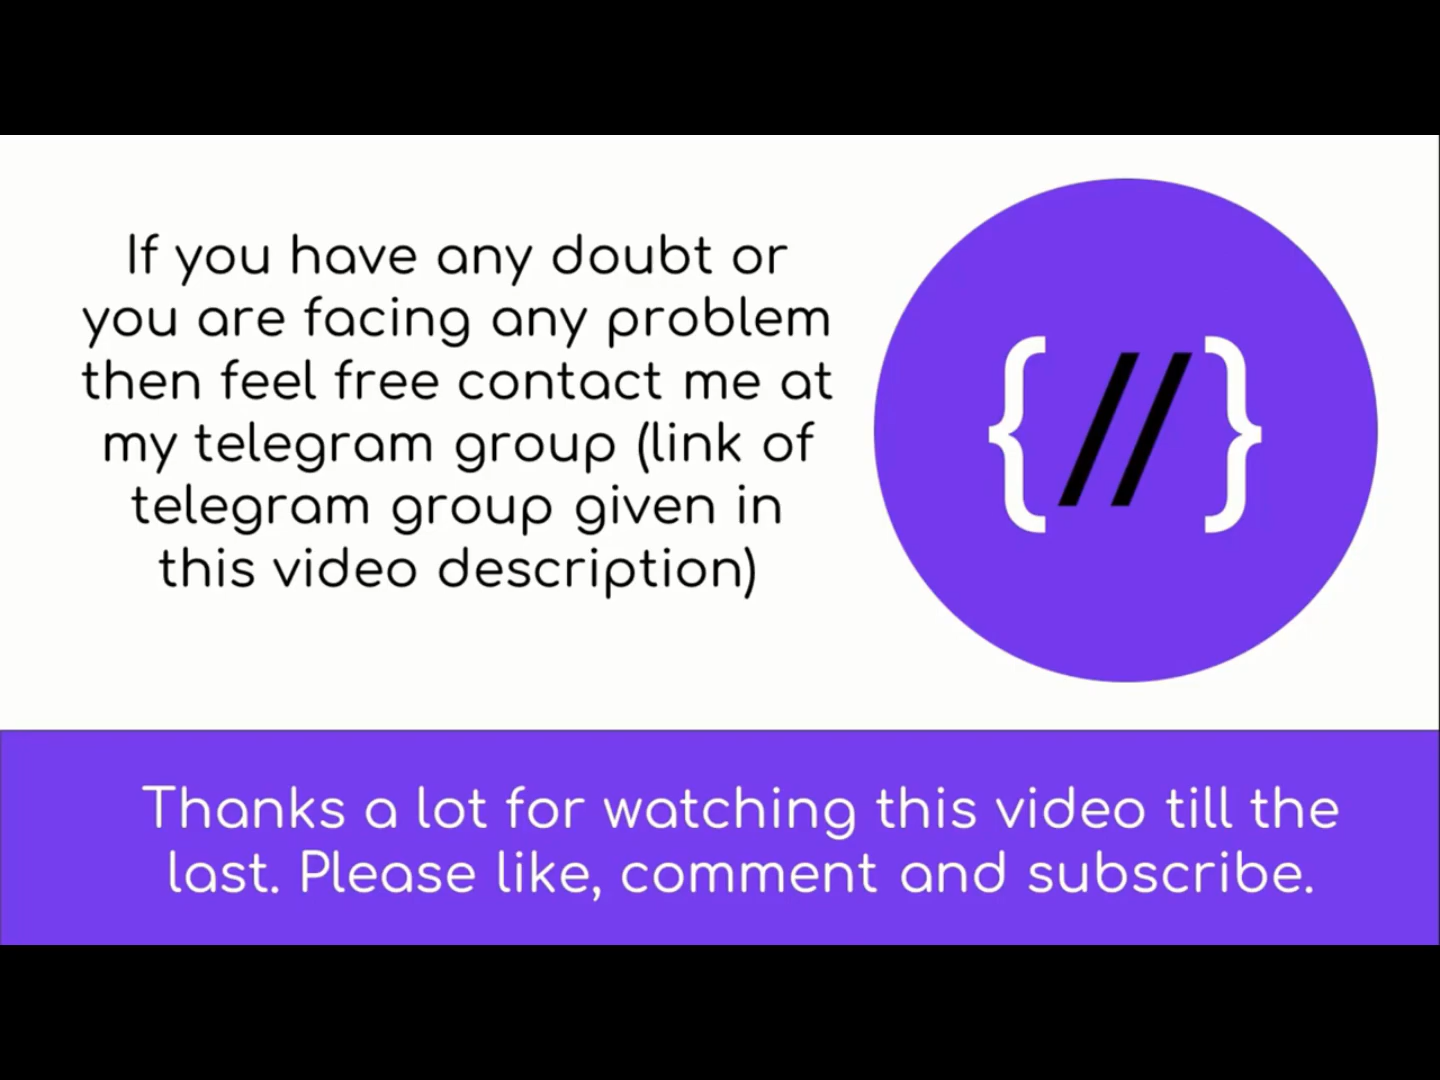 If you have any doubt or
you are facing any problem
then feel free contact me at
my telegram group (link of
telegram group given in
this video description)
{//}
Thanks a lot for watching this video till the
last. Please like, comment and subscribe.